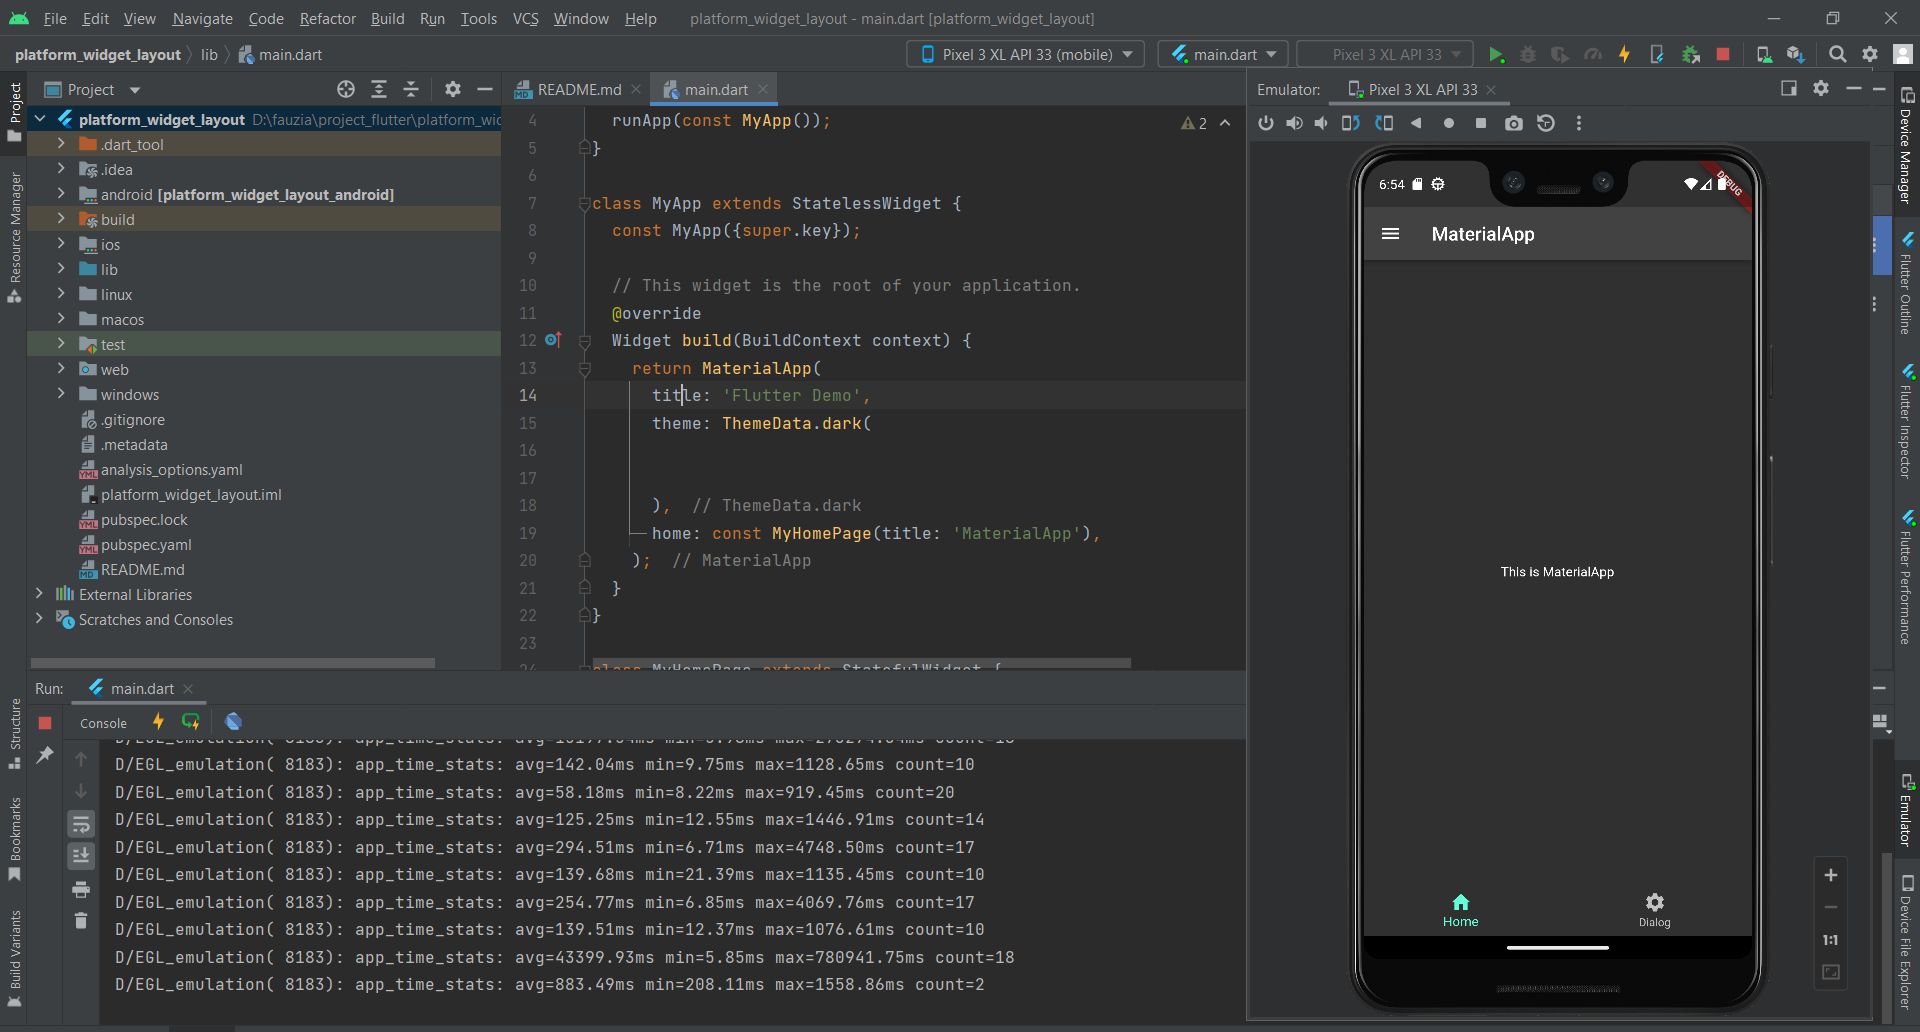 File Edit View Navigate Code Refactor Build Run Tools VCS Window Help platform_widget_layout - main.dart [platform_widget_layout]
platform_widget_layout lib main.dart Pixel 3 XL API 33 (mobile) main.dart Pixel 3 XL API 33
Project
Resource Manager
Structure
Bookmarks
Build Variants
Project
platform_widget_layout D:\fauzia\project_flutter\platform_wid
.dart_tool
.idea
android [platform_widget_layout_android]
build
ios
lib
linux
macos
test
web
windows
.gitignore
.metadata
analysis_options.yaml
platform_widget_layout.iml
pubspec.lock
pubspec.yaml
README.md
External Libraries
Scratches and Consoles
README.md main.dart
2
4 runApp(const MyApp());
5 }
6
7 class MyApp extends StatelessWidget {
8 const MyApp({super.key});
9
10 // This widget is the root of your application.
11 @override
12 Widget build(BuildContext context) {
13 return MaterialApp(
14 title: 'Flutter Demo',
15 theme: ThemeData.dark(
16
17
18 ), // ThemeData.dark
19 home: const MyHomePage(title: 'MaterialApp'),
20 ); // MaterialApp
21 }
22 }
23
24 class MyHomePage extends StatefulWidget {
Emulator: Pixel 3 XL API 33
6:54
DEBUG
MaterialApp
This is MaterialApp
Home Dialog
1:1
Device Manager
Flutter Outline
Flutter Inspector
Flutter Performance
Emulator
Device File Explorer
Run: main.dart
Console
D/EGL_emulation( 8183): app_time_stats: avg=142.04ms min=9.75ms max=1128.65ms count=10
D/EGL_emulation( 8183): app_time_stats: avg=58.18ms min=8.22ms max=919.45ms count=20
D/EGL_emulation( 8183): app_time_stats: avg=125.25ms min=12.55ms max=1446.91ms count=14
D/EGL_emulation( 8183): app_time_stats: avg=294.51ms min=6.71ms max=4748.50ms count=17
D/EGL_emulation( 8183): app_time_stats: avg=139.68ms min=21.39ms max=1135.45ms count=10
D/EGL_emulation( 8183): app_time_stats: avg=254.77ms min=6.85ms max=4069.76ms count=17
D/EGL_emulation( 8183): app_time_stats: avg=139.51ms min=12.37ms max=1076.61ms count=10
D/EGL_emulation( 8183): app_time_stats: avg=43399.93ms min=5.85ms max=780941.75ms count=18
D/EGL_emulation( 8183): app_time_stats: avg=883.49ms min=208.11ms max=1558.86ms count=2